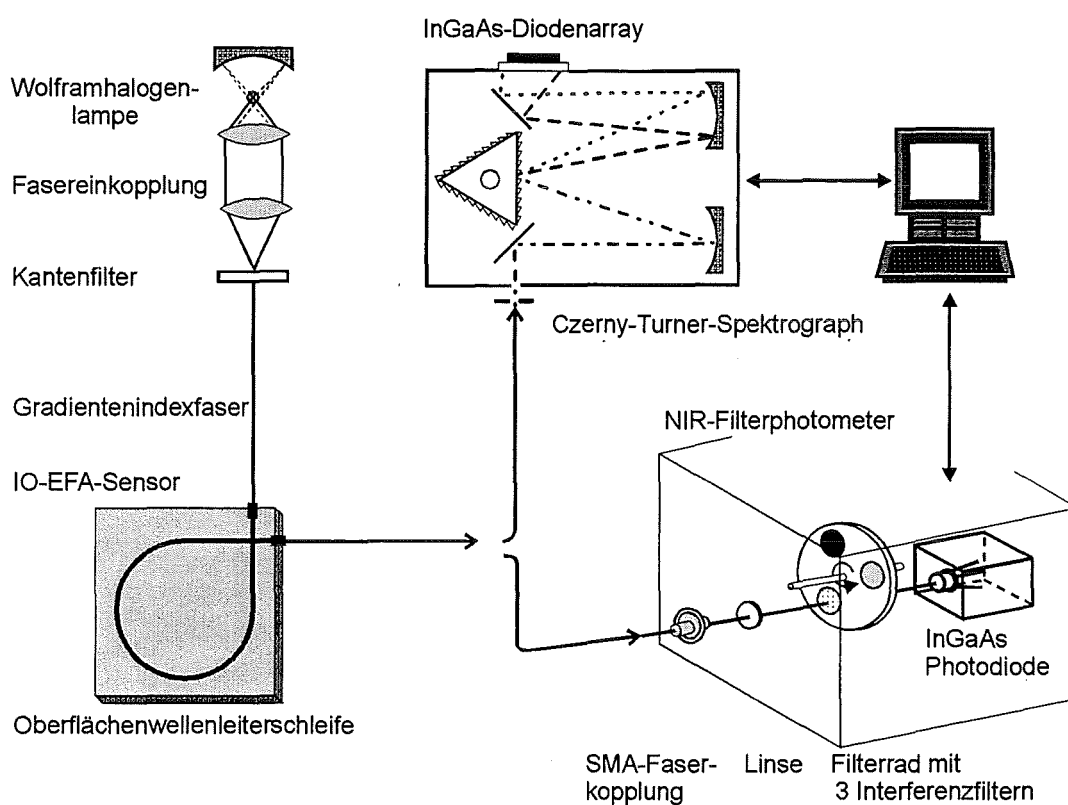 InGaAs-Diodenarray
Wolframhalogen-
lampe
Fasereinkopplung
Kantenfilter
Czerny-Turner-Spektrograph
Gradientenindexfaser
NIR-Filterphotometer
IO-EFA-Sensor
InGaAs
Photodiode
Oberflächenwellenleiterschleife
SMA-Faser-
kopplung
Linse
Filterrad mit
3 Interferenzfiltern